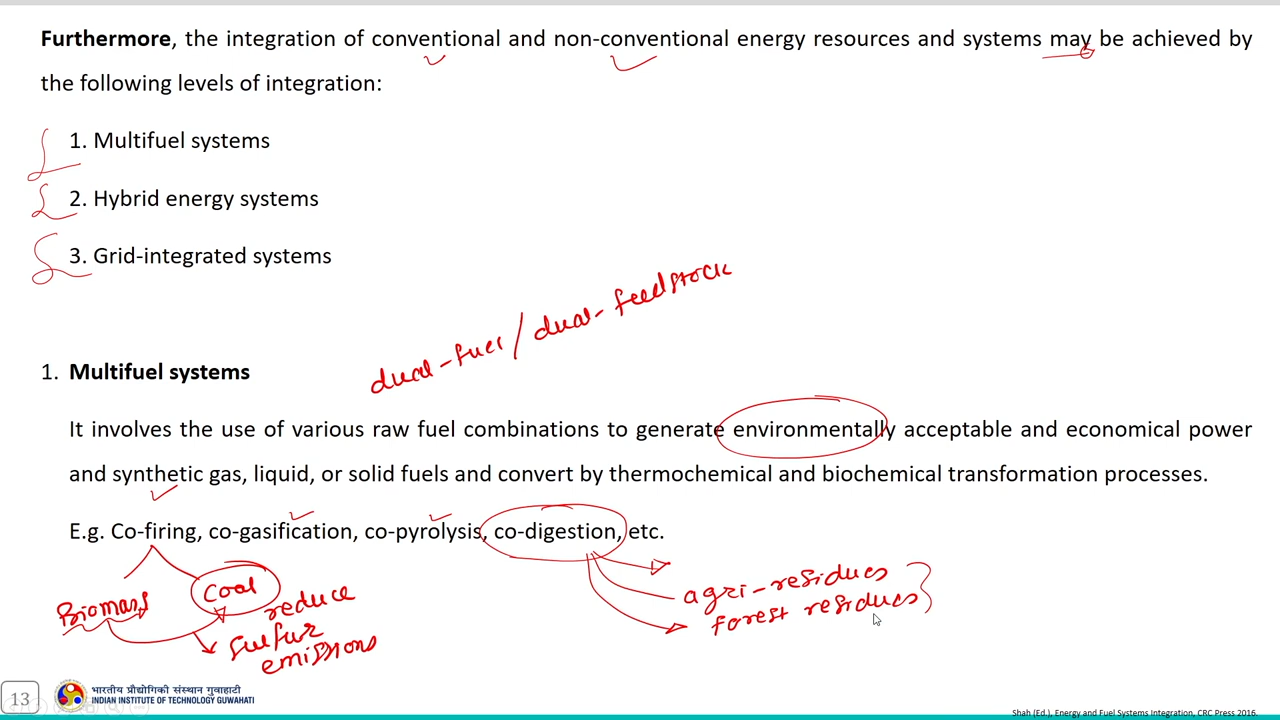 Furthermore, the integration of conventional and non-conventional energy resources and systems may be achieved by
the following levels of integration:
1. Multifuel systems
2. Hybrid energy systems
3. Grid-integrated systems
dual-fuel / dual-feedstock
1. Multifuel systems
It involves the use of various raw fuel combinations to generate environmentally acceptable and economical power
and synthetic gas, liquid, or solid fuels and convert by thermochemical and biochemical transformation processes.
E.g. Co-firing, co-gasification, co-pyrolysis, co-digestion, etc.
Biomass
Coal
reduce
sulfur
emissions
agri-residues
forest residues
13
भारतीय प्रौद्योगिकी संस्थान गुवाहाटी
INDIAN INSTITUTE OF TECHNOLOGY GUWAHATI
Shah (Ed.), Energy and Fuel Systems Integration, CRC Press 2016.